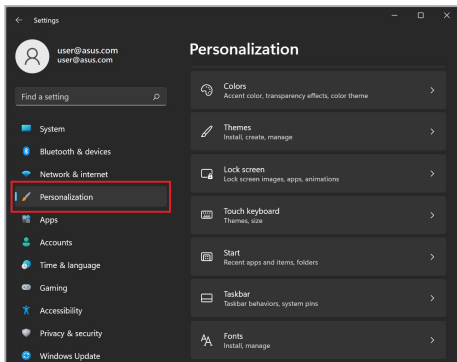 Settings
user@asus.com
user@asus.com
Find a setting
System
Bluetooth & devices
Network & internet
Personalization
Apps
Accounts
Time & language
Gaming
Accessibility
Privacy & security
Windows Update
Personalization
Colors
Accent color, transparency effects, color theme
Themes
Install, create, manage
Lock screen
Lock screen images, apps, animations
Touch keyboard
Themes, size
Start
Recent apps and items, folders
Taskbar
Taskbar behaviors, system pins
Fonts
Install, manage